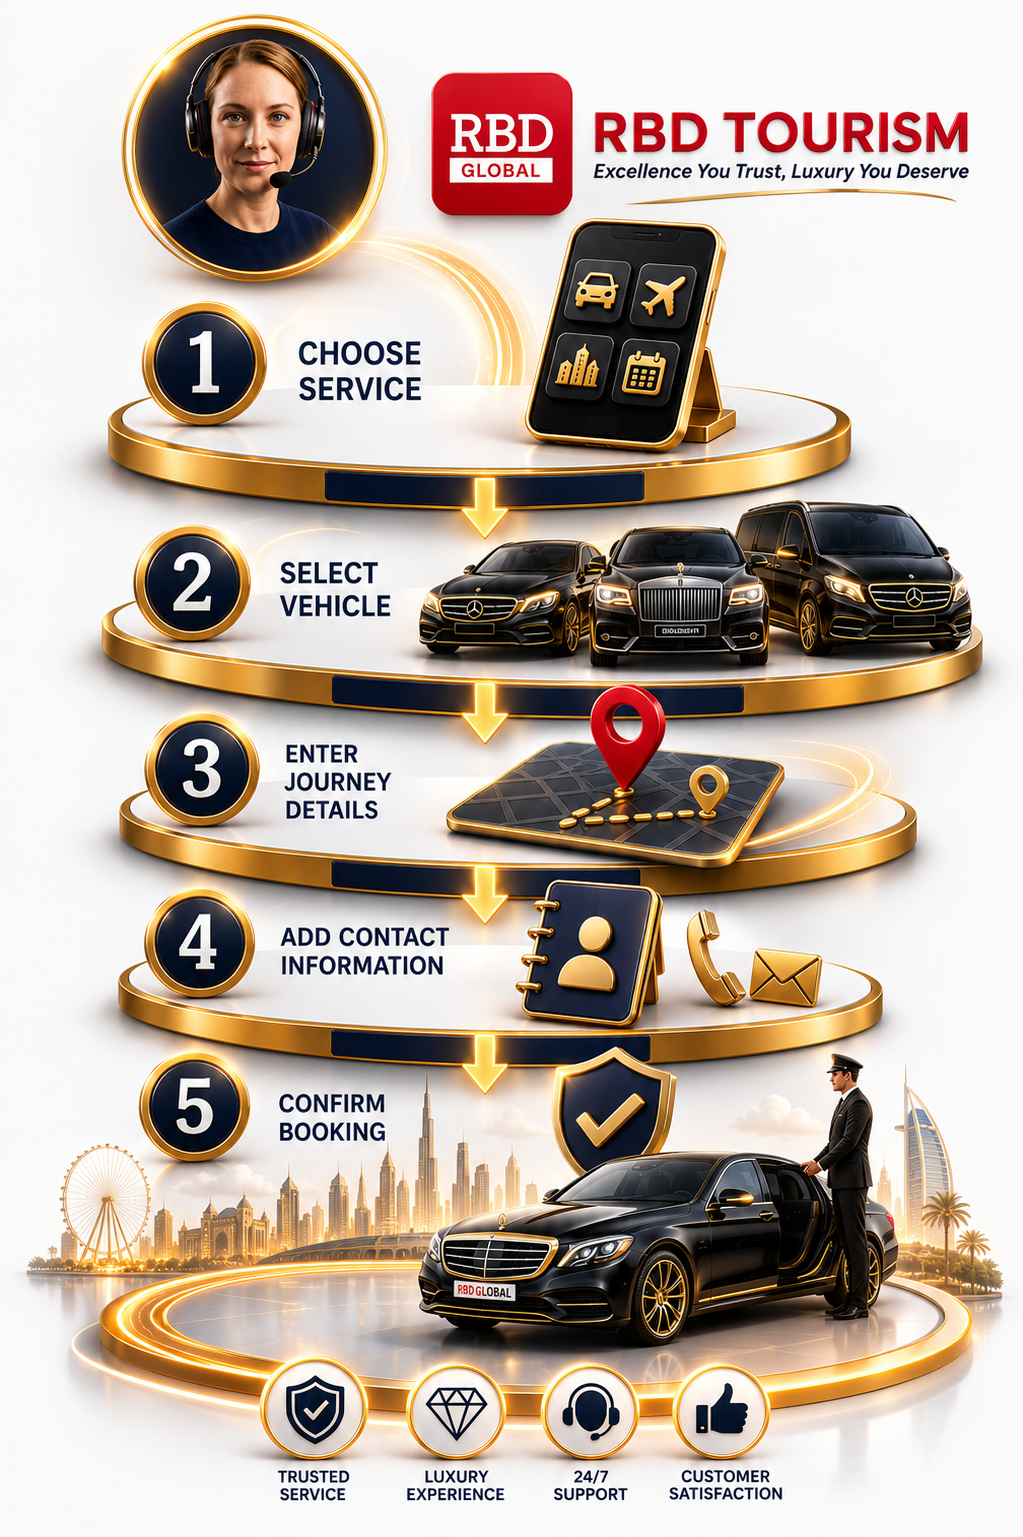 RBD
GLOBAL
RBD TOURISM
Excellence You Trust, Luxury You Deserve
1
CHOOSE
SERVICE
2
SELECT
VEHICLE
3
ENTER
JOURNEY
DETAILS
4
ADD CONTACT
INFORMATION
5
CONFIRM
BOOKING
RBD GLOBAL
TRUSTED
SERVICE
LUXURY
EXPERIENCE
24/7
SUPPORT
CUSTOMER
SATISFACTION